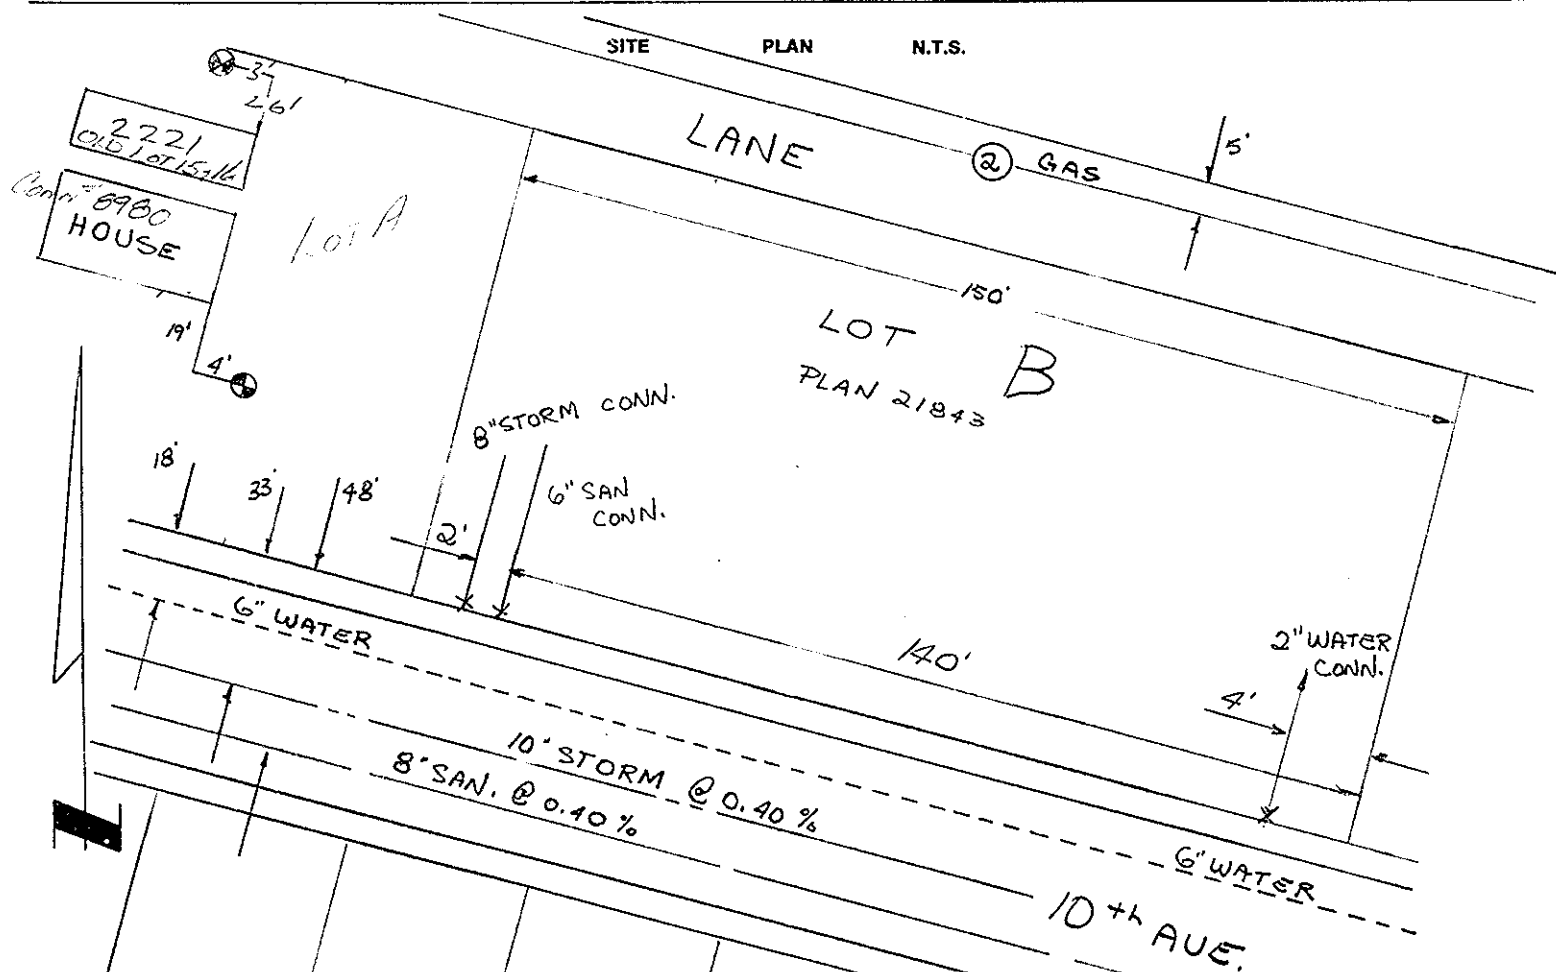 SITE PLAN N.T.S.
3'
26'
2221
OLD LOT 15+16
Comm# 6980
HOUSE
LOT A
LANE
② GAS
5'
150'
LOT B
PLAN 21843
19'
4'
18'
33'
48'
8" STORM CONN.
2'
6" SAN
CONN.
140'
2" WATER
CONN.
4'
6" WATER
10" STORM @ 0.40 %
8" SAN. @ 0.40 %
6" WATER
10th AVE.